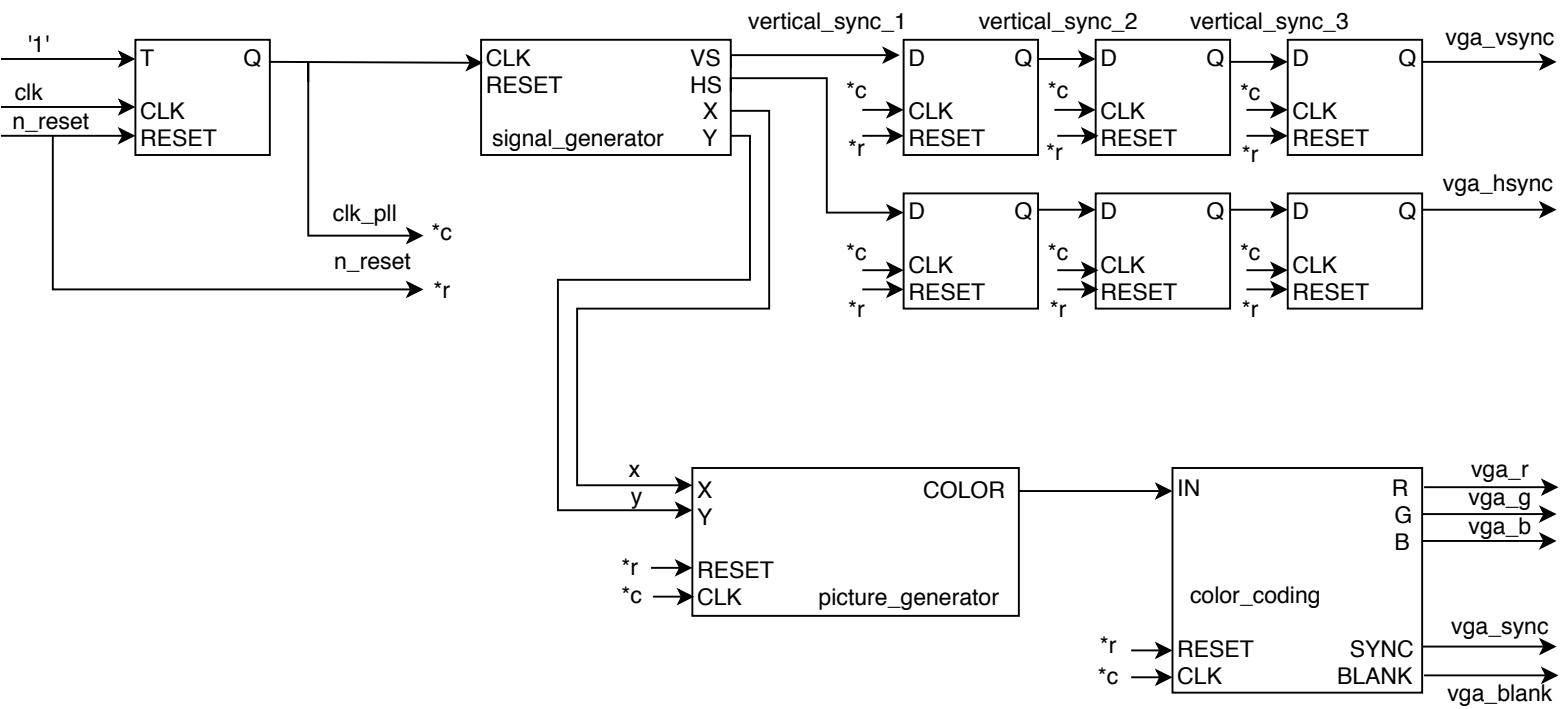 '1'
clk
n_reset
T
Q
CLK
RESET
clk_pll
*c
n_reset
*r
CLK
RESET
VS
HS
X
Y
signal_generator
vertical_sync_1
vertical_sync_2
vertical_sync_3
D
Q
*c
CLK
*r
RESET
D
Q
*c
CLK
*r
RESET
D
Q
*c
CLK
*r
RESET
vga_vsync
D
Q
*c
CLK
*r
RESET
D
Q
*c
CLK
*r
RESET
D
Q
*c
CLK
*r
RESET
vga_hsync
x
y
X
Y
COLOR
*r
RESET
*c
CLK
picture_generator
IN
R
G
B
color_coding
*r
RESET
*c
CLK
SYNC
BLANK
vga_r
vga_g
vga_b
vga_sync
vga_blank